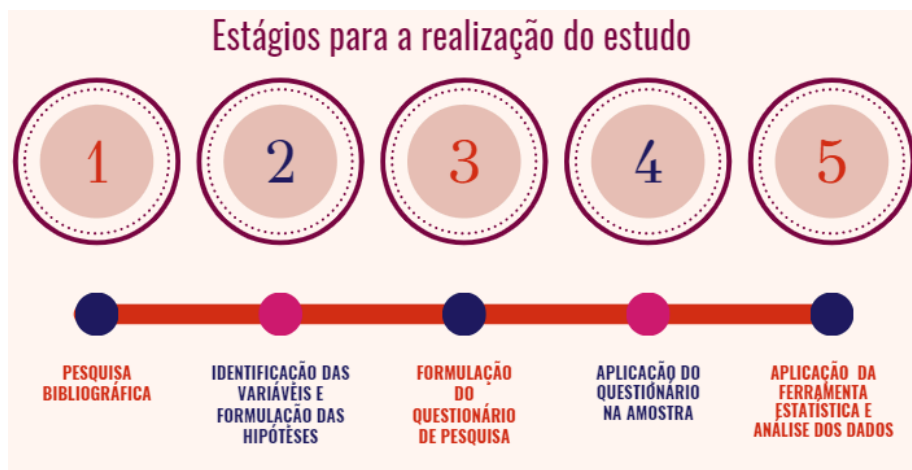 Estágios para a realização do estudo
1
2
3
4
5
PESQUISA
BIBLIOGRÁFICA
IDENTIFICAÇÃO DAS
VARIÁVEIS E
FORMULAÇÃO DAS
HIPÓTESES
FORMULAÇÃO
DO
QUESTIONÁRIO
DE PESQUISA
APLICAÇÃO DO
QUESTIONÁRIO
NA AMOSTRA
APLICAÇÃO DA
FERRAMENTA
ESTATÍSTICA E
ANÁLISE DOS DADOS